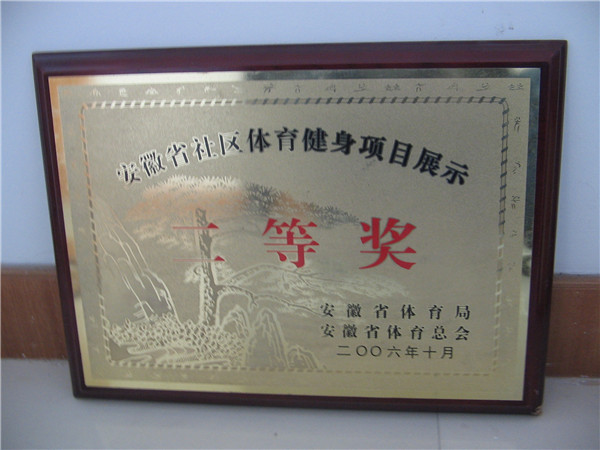 安徽省社区体育健身项目展示
二等奖
安徽省体育局
安徽省体育总会
二〇〇六年十月